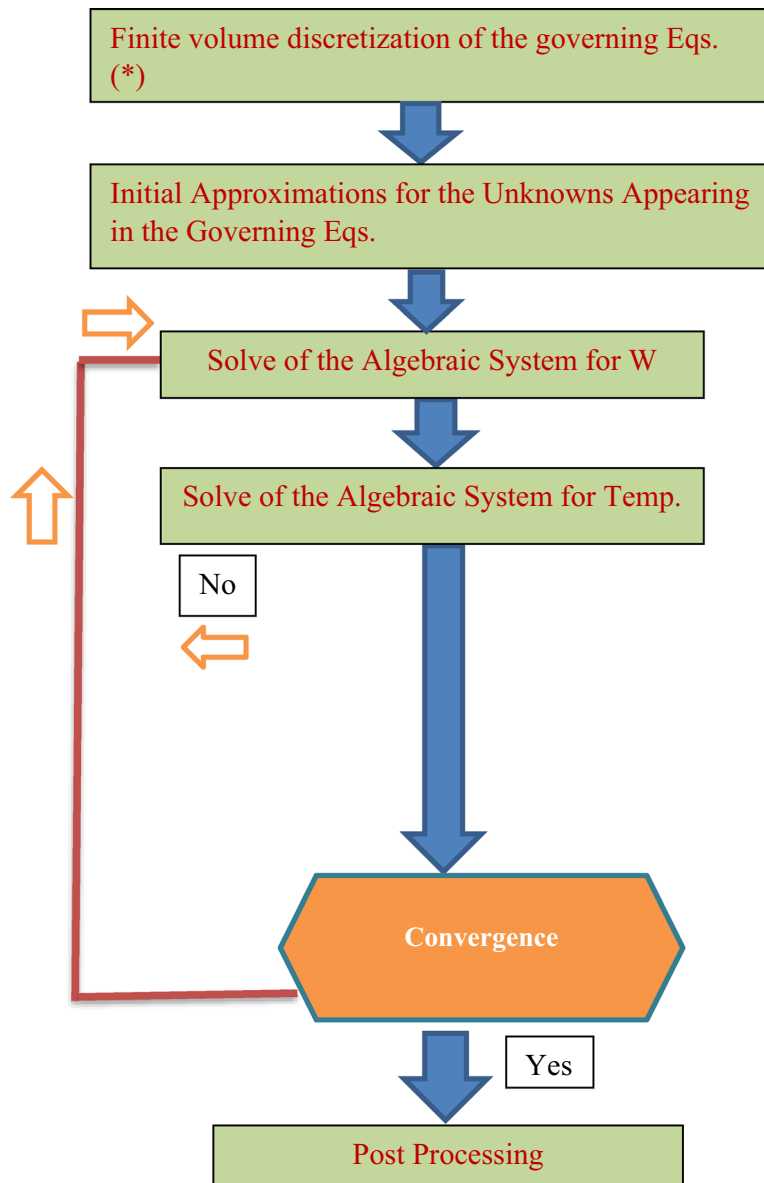 Finite volume discretization of the governing Eqs.
(*)
Initial Approximations for the Unknowns Appearing
in the Governing Eqs.
Solve of the Algebraic System for W
Solve of the Algebraic System for Temp.
No
Convergence
Yes
Post Processing